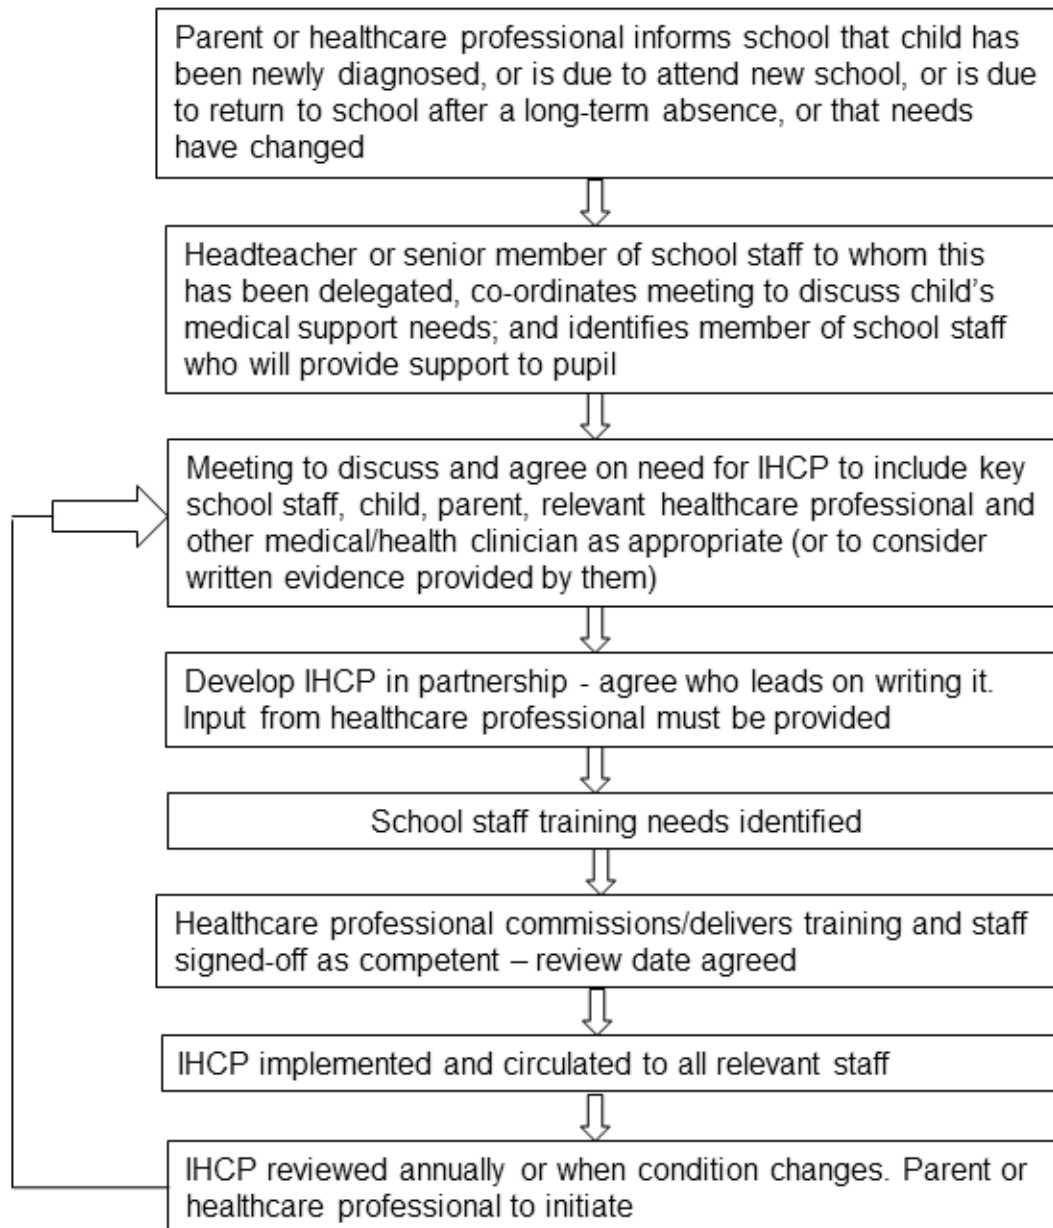 Parent or healthcare professional informs school that child has
been newly diagnosed, or is due to attend new school, or is due
to return to school after a long-term absence, or that needs
have changed
Headteacher or senior member of school staff to whom this
has been delegated, co-ordinates meeting to discuss child’s
medical support needs; and identifies member of school staff
who will provide support to pupil
Meeting to discuss and agree on need for IHCP to include key
school staff, child, parent, relevant healthcare professional and
other medical/health clinician as appropriate (or to consider
written evidence provided by them)
Develop IHCP in partnership - agree who leads on writing it.
Input from healthcare professional must be provided
School staff training needs identified
Healthcare professional commissions/delivers training and staff
signed-off as competent – review date agreed
IHCP implemented and circulated to all relevant staff
IHCP reviewed annually or when condition changes. Parent or
healthcare professional to initiate